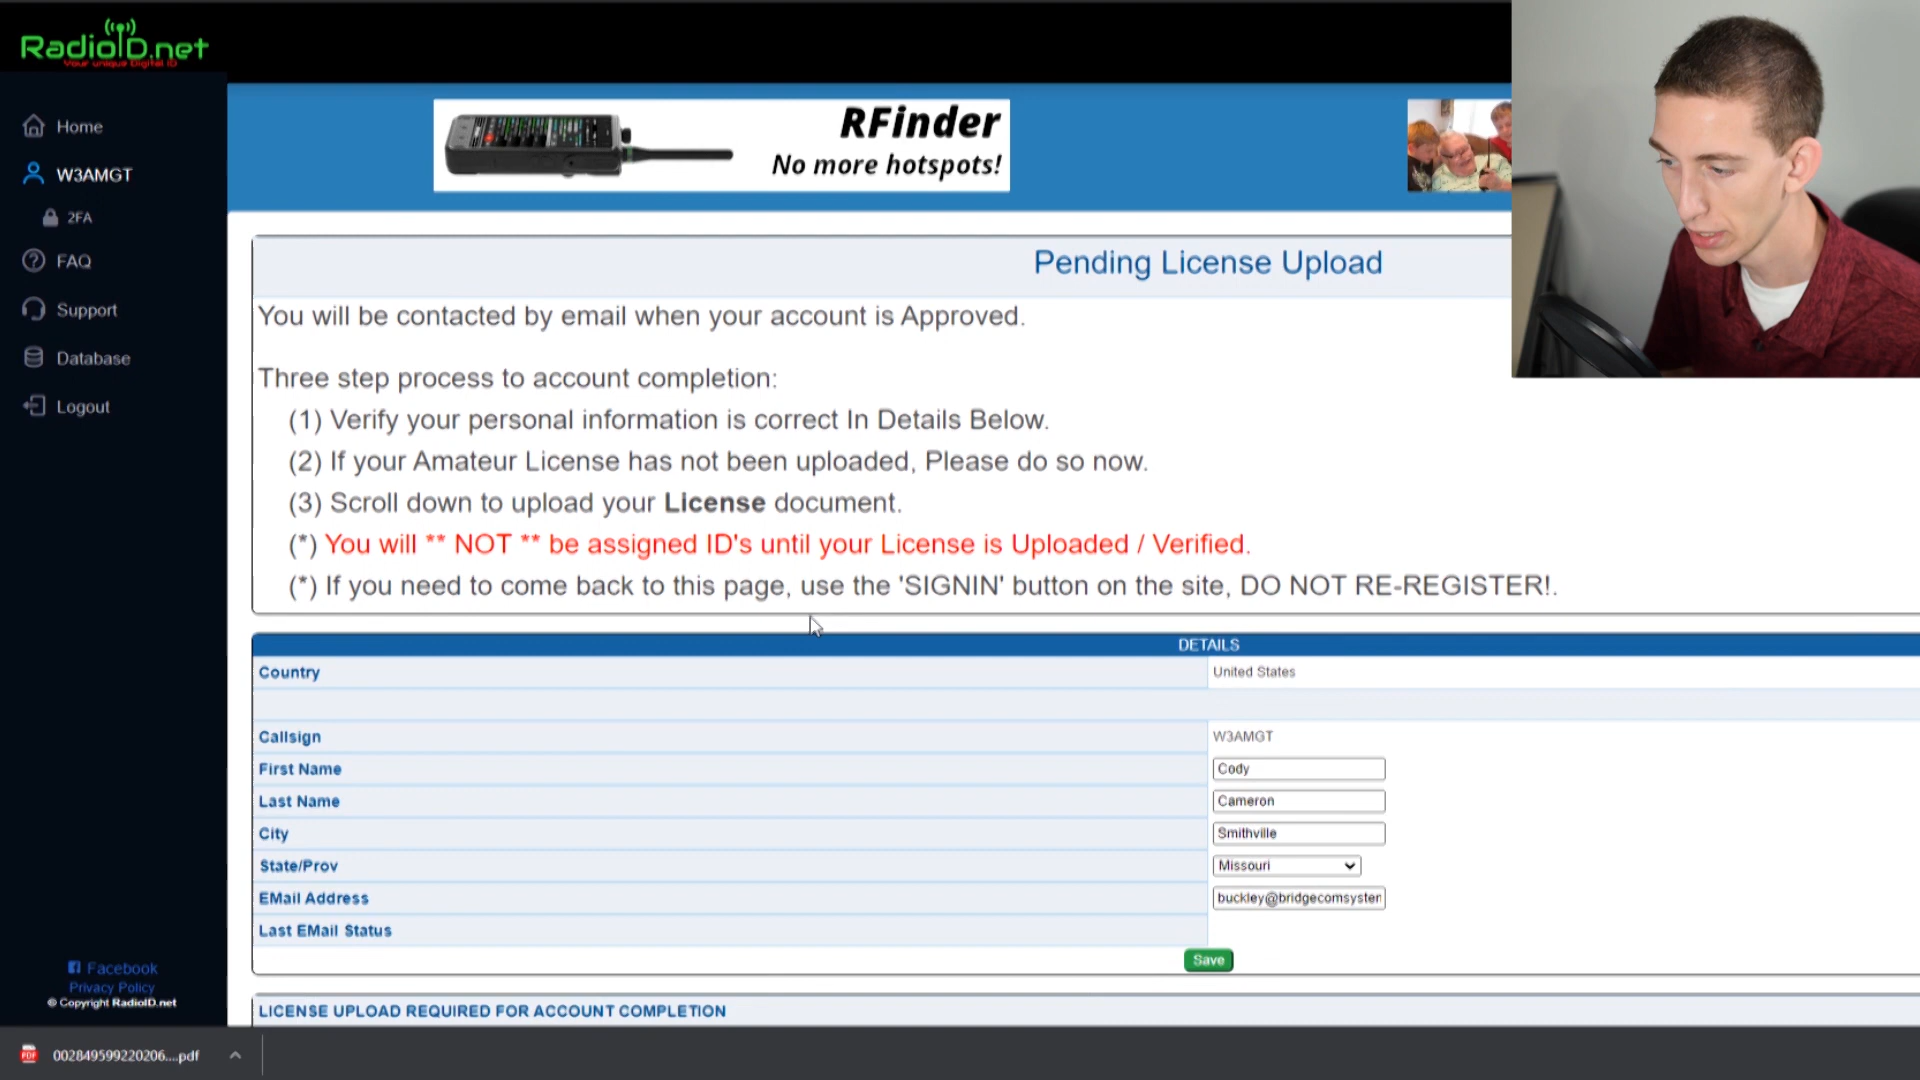 RadioID.net
Your unique Digital ID
Home
W3AMGT
2FA
FAQ
Support
Database
Logout
Facebook
Privacy Policy
© Copyright RadioID.net
RFinder
No more hotspots!
Pending License Upload
You will be contacted by email when your account is Approved.
Three step process to account completion:
(1) Verify your personal information is correct In Details Below.
(2) If your Amateur License has not been uploaded, Please do so now.
(3) Scroll down to upload your License document.
(*) You will ** NOT ** be assigned ID's until your License is Uploaded / Verified.
(*) If you need to come back to this page, use the 'SIGNIN' button on the site, DO NOT RE-REGISTER!.
DETAILS
Country United States
Callsign W3AMGT
First Name Cody
Last Name Cameron
City Smithville
State/Prov Missouri
EMail Address buckley@bridgecomsyster
Last EMail Status
Save
LICENSE UPLOAD REQUIRED FOR ACCOUNT COMPLETION
PDF 002849599220206....pdf